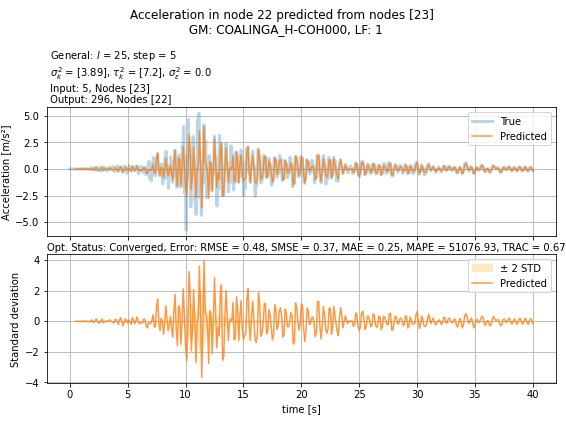 Acceleration in node 22 predicted from nodes [23]
GM: COALINGA_H-COH000, LF: 1
General: l = 25, step = 5
σ²ₖ = [3.89], τ²ₖ = [7.2], σ²ε = 0.0
Input: 5, Nodes [23]
Output: 296, Nodes [22]
Acceleration [m/s²]
5.0
2.5
0.0
−2.5
−5.0
True
Predicted
Opt. Status: Converged, Error: RMSE = 0.48, SMSE = 0.37, MAE = 0.25, MAPE = 51076.93, TRAC = 0.67
Standard deviation
4
2
0
−2
−4
± 2 STD
Predicted
0 5 10 15 20 25 30 35 40
time [s]